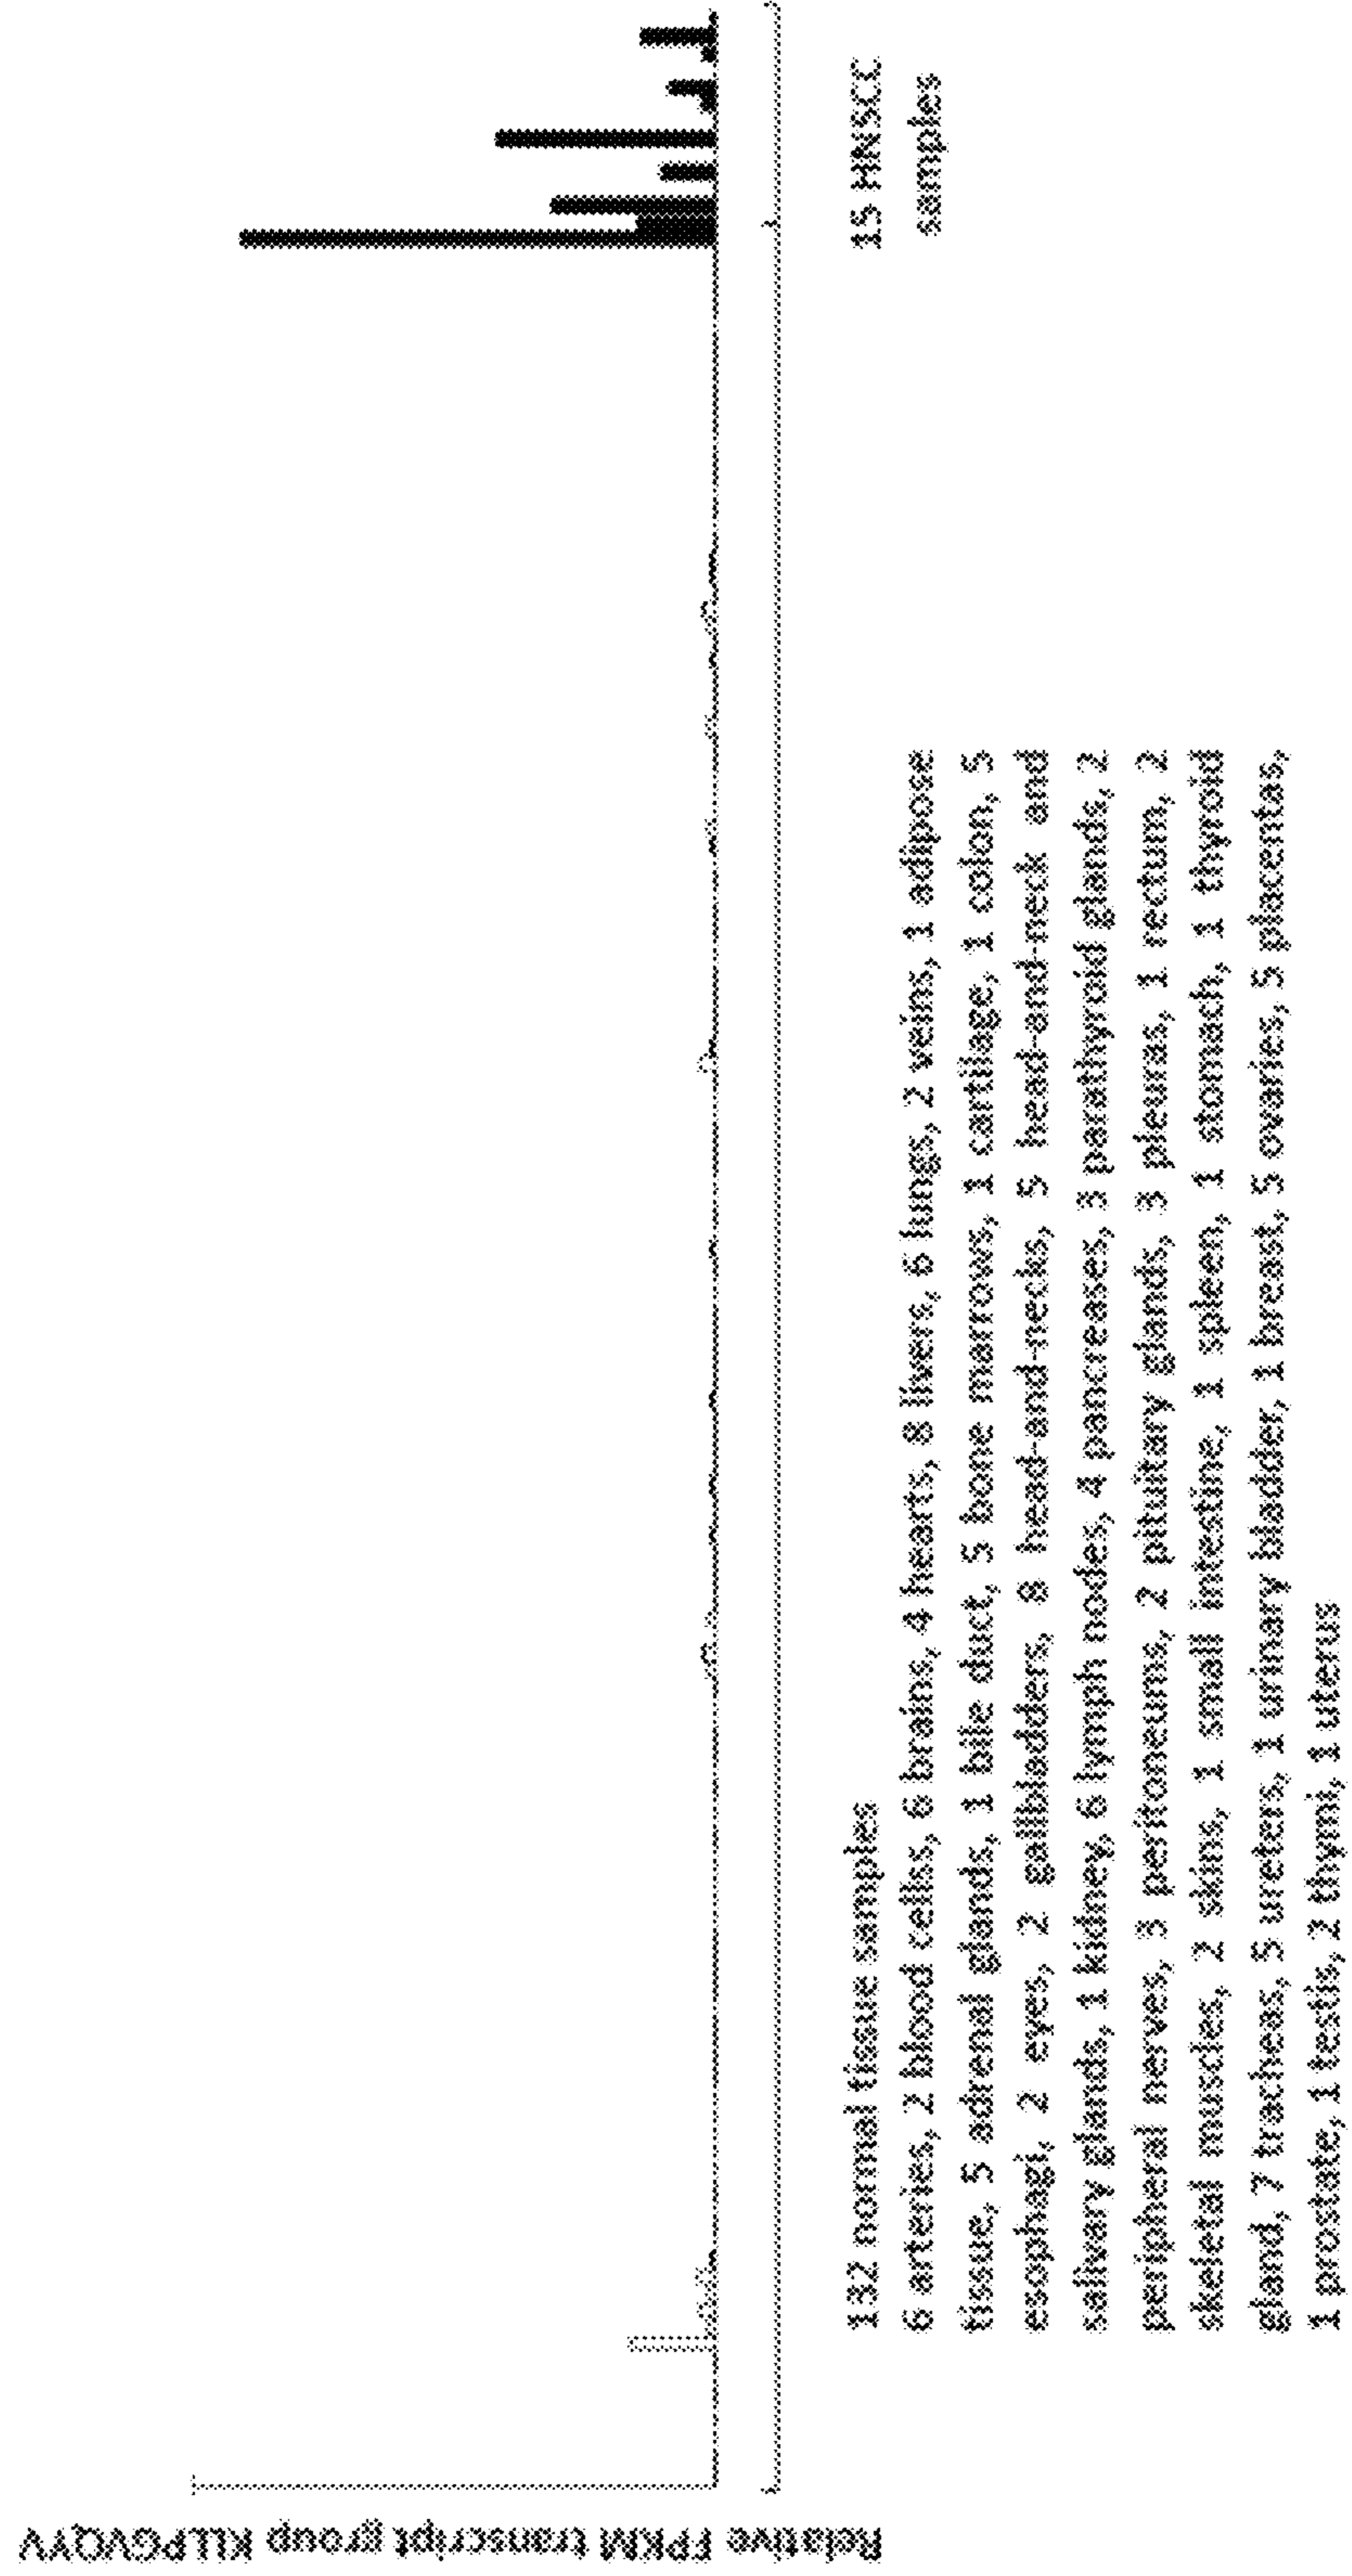 Relative FPKM transcript group KLLPGVQYV
132 normal tissue samples
6 arteries, 2 blood cellss, 6 brains, 4 hearts, 8 livers, 6 lungs, 2 veins, 1 adipose
tissue, 5 adrenal glands, 1 bile duct, 5 bone marrows, 1 cartilage, 1 colon, 5
esophagi, 2 eyes, 2 gallbladders, 8 head-and-necks, 5 head-and-neck and
salivary glands, 1 kidney, 6 lymph nodes, 4 pancreases, 3 parathyroid glands, 2
peripheral nerves, 3 peritoneums, 2 pituitary glands, 3 pleuras, 1 rectum, 2
skeletal muscles, 2 skins, 1 small intestine, 1 spleen, 1 stomach, 1 thyroid
gland, 7 tracheas, 5 ureters, 1 urinary bladder, 1 breast, 5 ovaries, 5 placentas,
1 prostate, 1 testis, 2 thymi, 1 uterus
15 HNSCC
samples